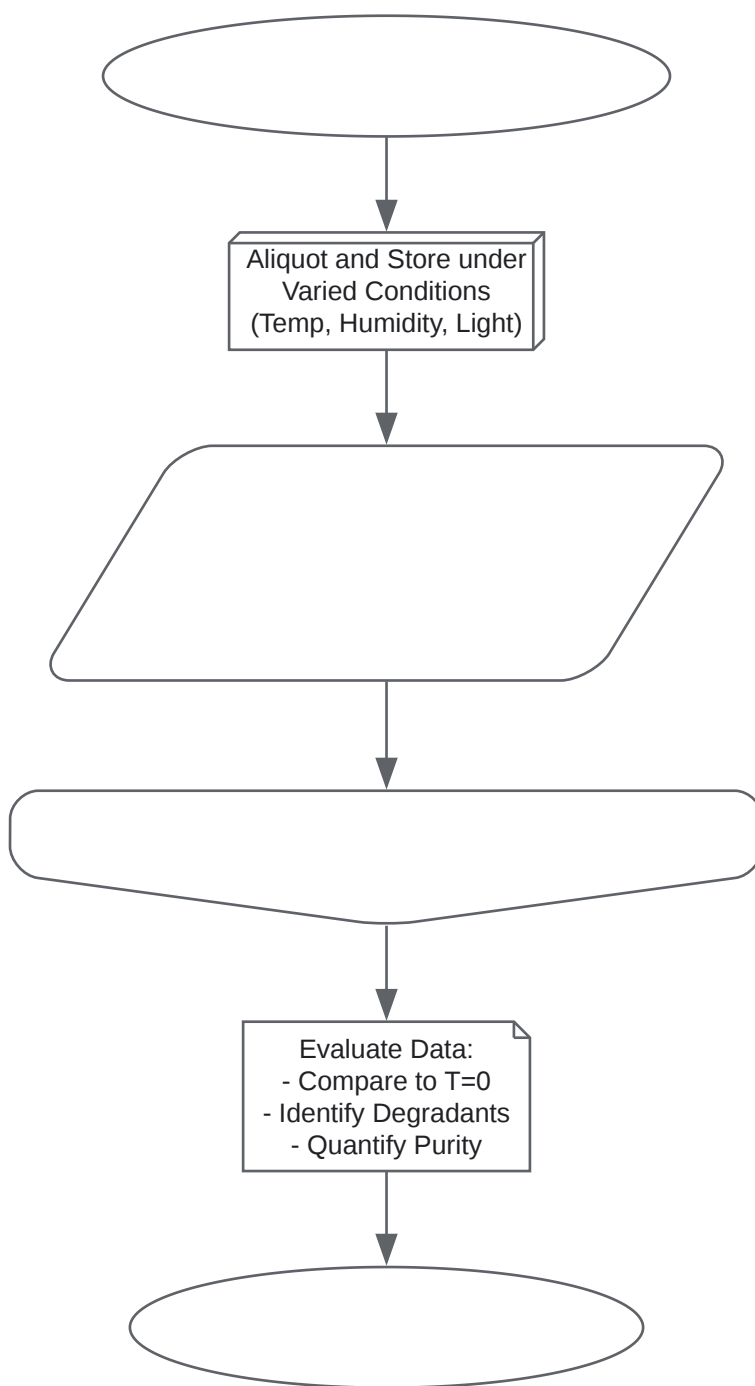 Aliquot and Store under
Varied Conditions
(Temp, Humidity, Light)
Evaluate Data:
- Compare to T=0
- Identify Degradants
- Quantify Purity